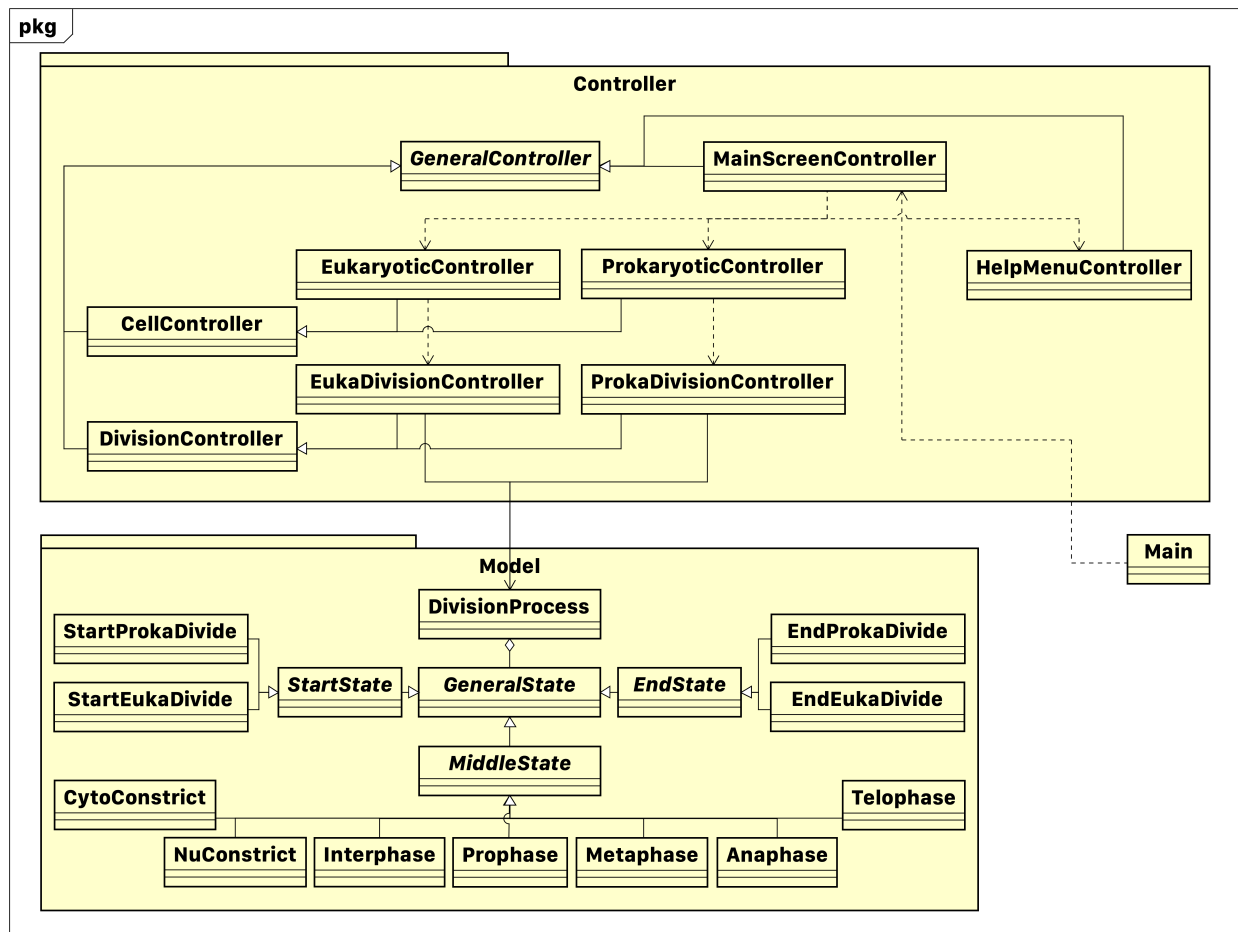 pkg
Controller
GeneralController
MainScreenController
EukaryoticController
ProkaryoticController
HelpMenuController
CellController
EukaDivisionController
ProkaDivisionController
DivisionController
Model
Main
DivisionProcess
StartProkaDivide
EndProkaDivide
StartState
GeneralState
EndState
StartEukaDivide
EndEukaDivide
MiddleState
CytoConstrict
Telophase
NuConstrict
Interphase
Prophase
Metaphase
Anaphase